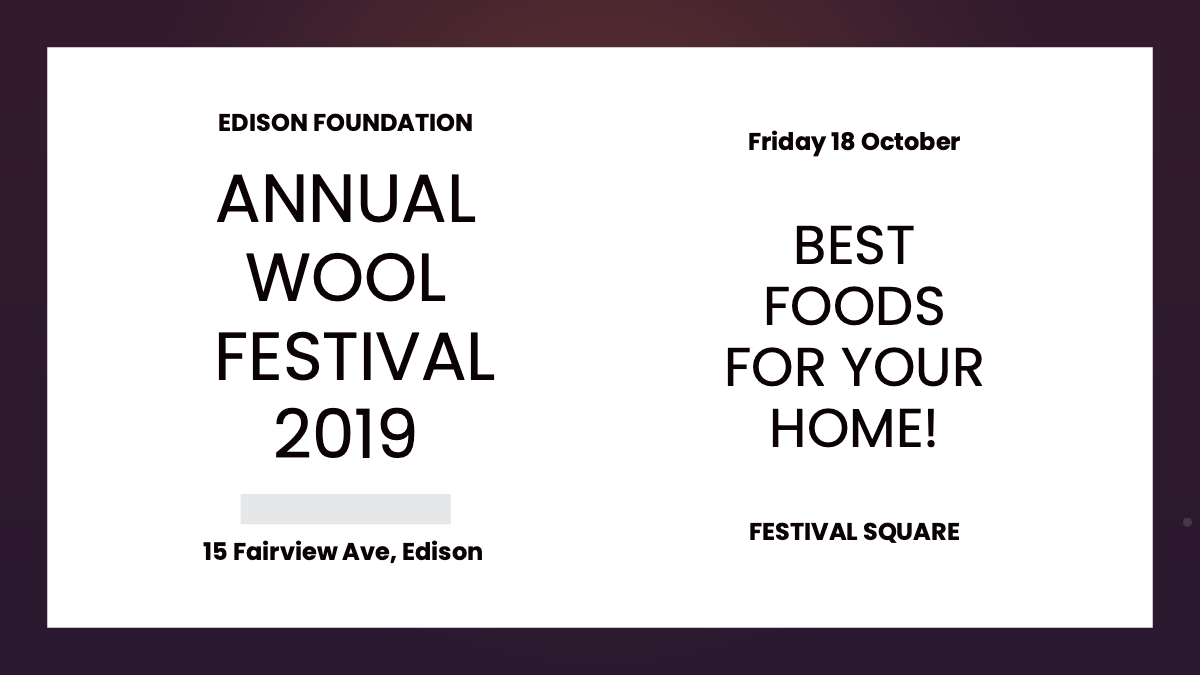 EDISON FOUNDATION
ANNUAL
WOOL
FESTIVAL
2019
15 Fairview Ave, Edison
Friday 18 October
BEST
FOODS
FOR YOUR
HOME!
FESTIVAL SQUARE